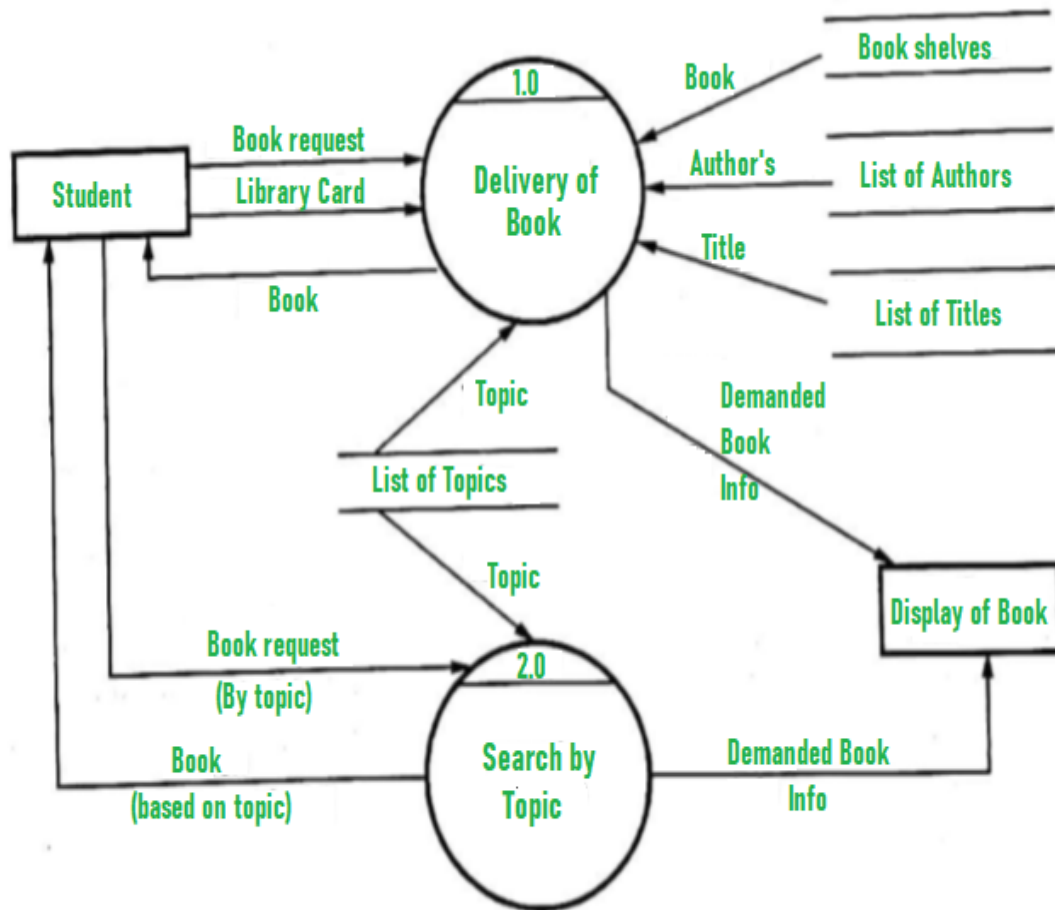 Book shelves
1.0
Book
Book request
Student
Library Card
Delivery of
Book
Author's
List of Authors
Title
Book
List of Titles
Topic
Demanded
Book
Info
List of Topics
Topic
Display of Book
Book request
(By topic)
2.0
Search by
Topic
Book
(based on topic)
Demanded Book
Info